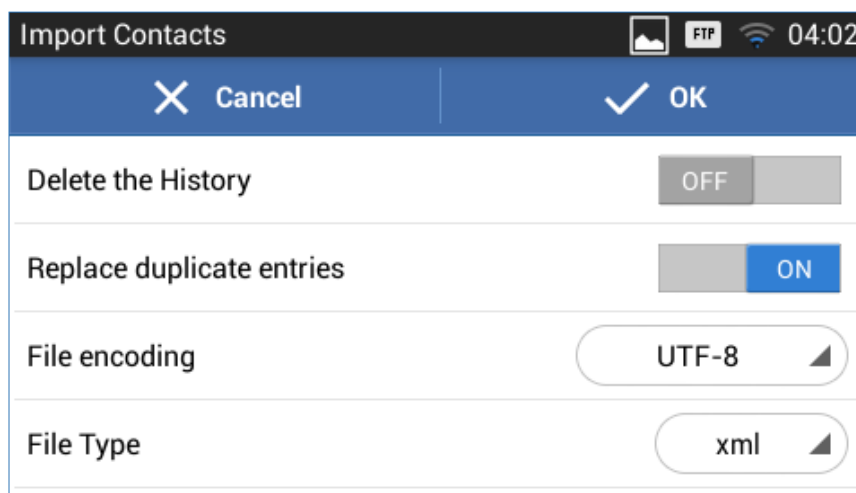 Import Contacts FTP 04:02
Cancel OK
Delete the History OFF
Replace duplicate entries ON
File encoding UTF-8
File Type xml